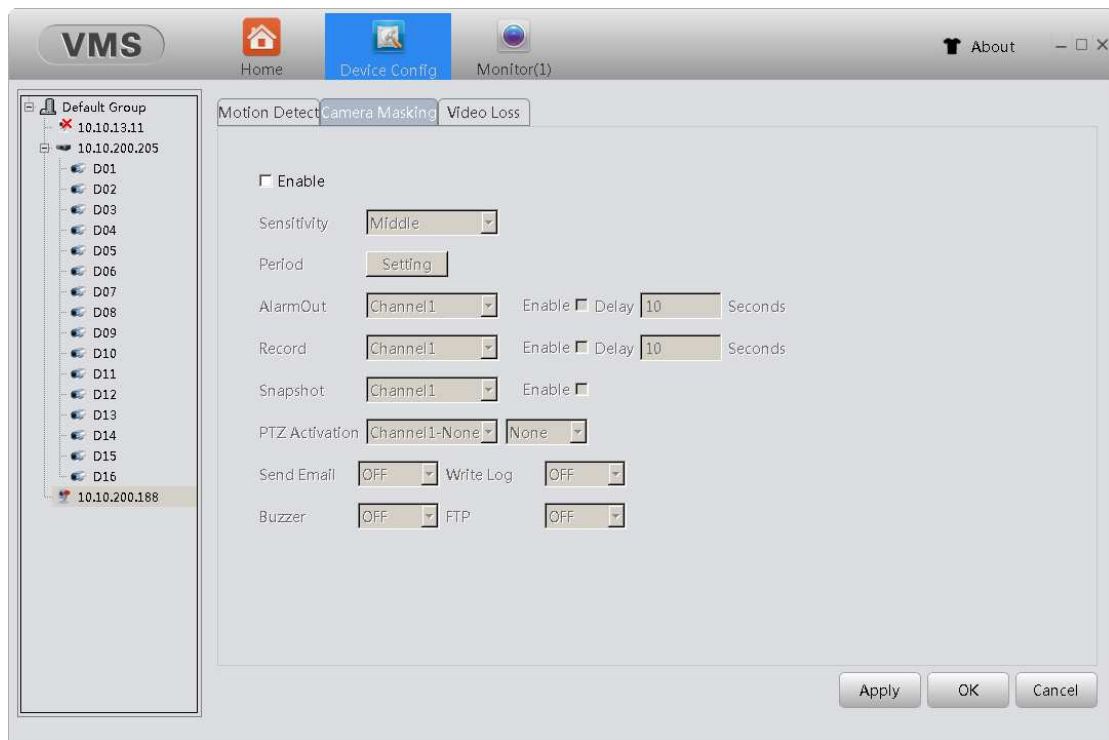 VMS
Home
Device Config
Monitor(1)
About
Default Group
10.10.13.11
10.10.200.205
D01
D02
D03
D04
D05
D06
D07
D08
D09
D10
D11
D12
D13
D14
D15
D16
10.10.200.188
Motion Detect Camera Masking Video Loss
Enable
Sensitivity Middle
Period Setting
AlarmOut Channel1 Enable Delay 10 Seconds
Record Channel1 Enable Delay 10 Seconds
Snapshot Channel1 Enable
PTZ Activation Channel1-None None
Send Email OFF Write Log OFF
Buzzer OFF FTP OFF
Apply OK Cancel